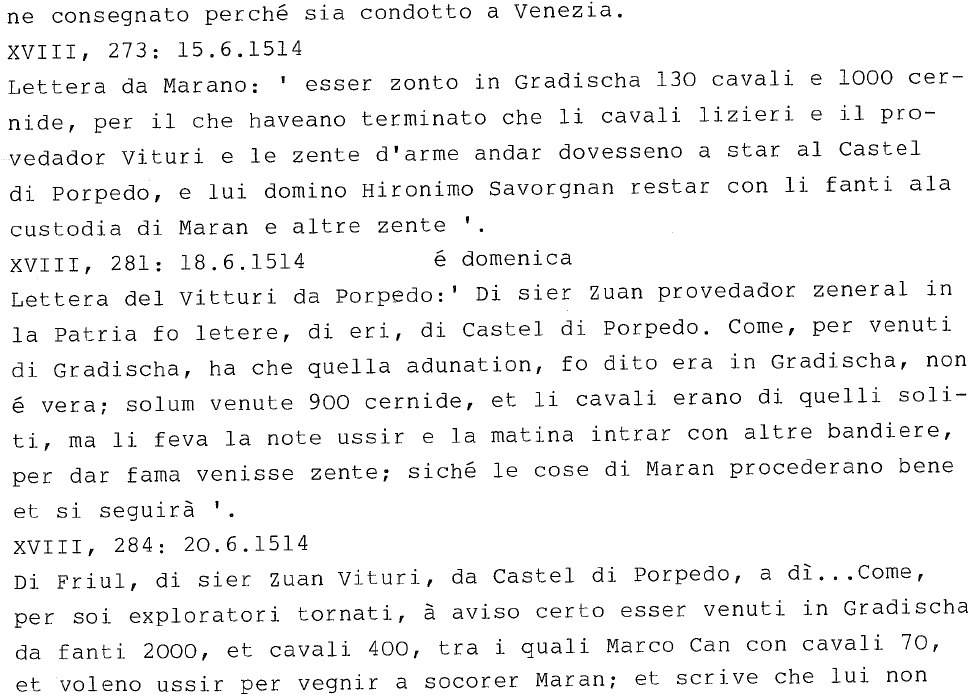 ne consegnato perché sia condotto a Venezia.
XVIII, 273: 15.6.1514
Lettera da Marano: ' esser zonto in Gradischa 130 cavali e 1000 cer-
nide, per il che haveano terminato che li cavali lizieri e il pro-
vedador Vituri e le zente d'arme andar dovesseno a star al Castel
di Porpedo, e lui domino Hironimo Savorgnan restar con li fanti ala
custodia di Maran e altre zente '.
XVIII, 281: 18.6.1514 é domenica
Lettera del Vitturi da Porpedo:' Di sier Zuan provedador zeneral in
la Patria fo letere, di eri, di Castel di Porpedo. Come, per venuti
di Gradischa, ha che quella adunation, fo dito era in Gradischa, non
é vera; solum venute 900 cernide, et li cavali erano di quelli soli-
ti, ma li feva la note ussir e la matina intrar con altre bandiere,
per dar fama venisse zente; siché le cose di Maran procederano bene
et si seguirà '.
XVIII, 284: 20.6.1514
Di Friul, di sier Zuan Vituri, da Castel di Porpedo, a dì...Come,
per soi exploratori tornati, à aviso certo esser venuti in Gradischa
da fanti 2000, et cavali 400, tra i quali Marco Can con cavali 70,
et voleno ussir per vegnir a socorer Maran; et scrive che lui non